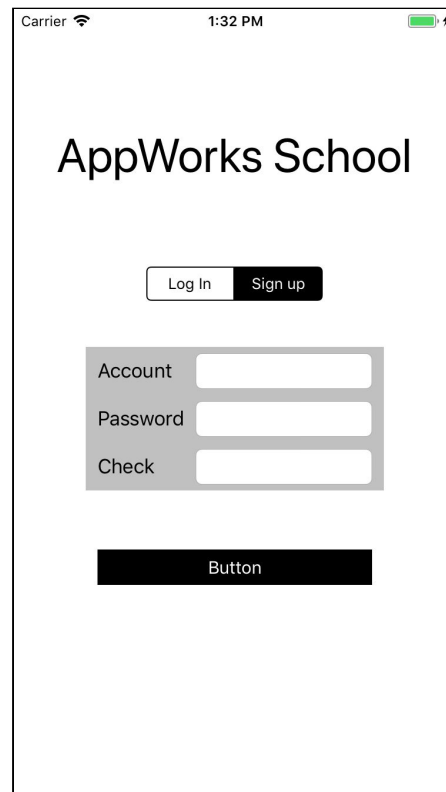 Carrier 1:32 PM
AppWorks School
Log In Sign up
Account
Password
Check
Button